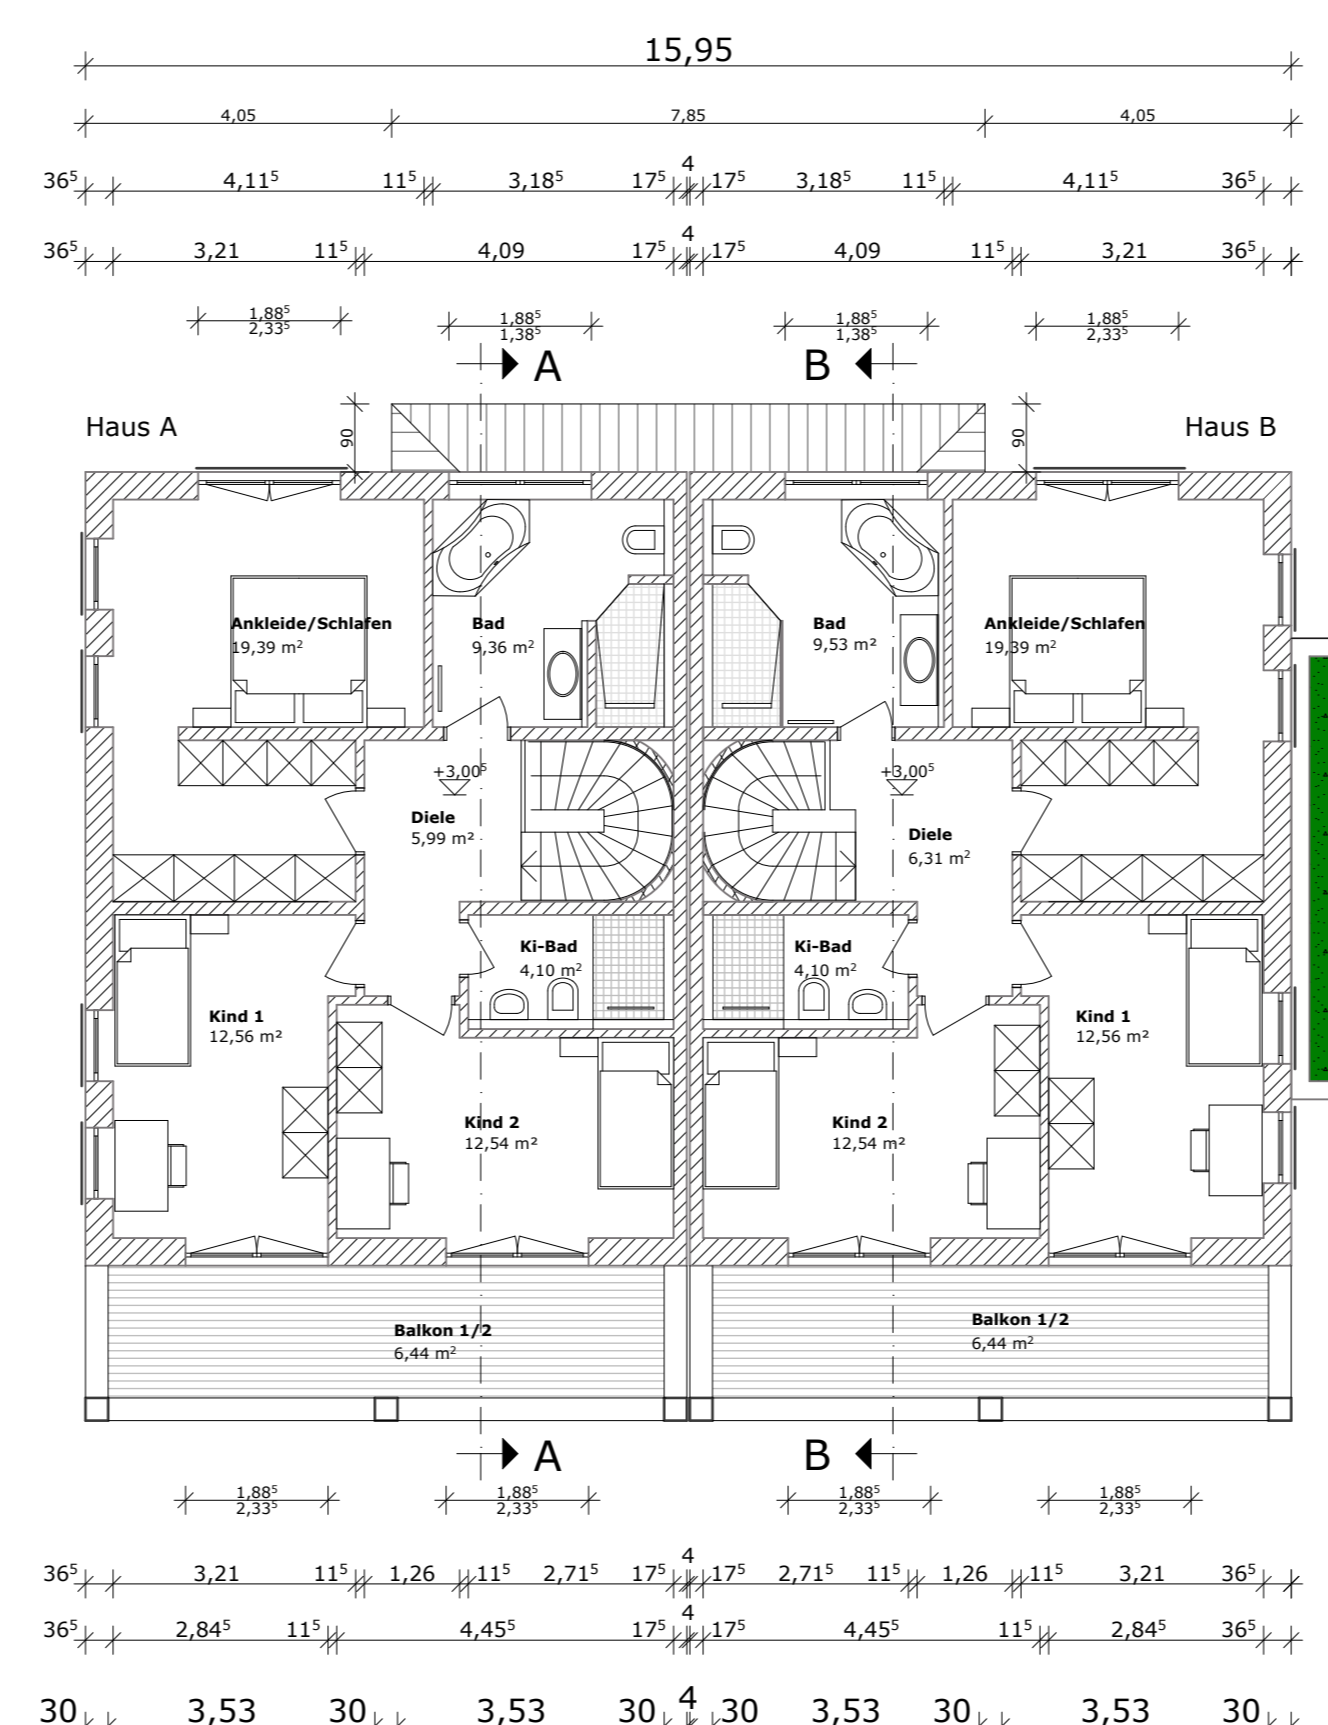 15,95
4,05 7,85 4,05
4
36⁵ 4,11⁵ 11⁵ 3,18⁵ 17⁵ 17⁵ 3,18⁵ 11⁵ 4,11⁵ 36⁵
4
36⁵ 3,21 11⁵ 4,09 17⁵ 17⁵ 4,09 11⁵ 3,21 36⁵
1,88⁵ 1,88⁵ 1,88⁵ 1,88⁵
2,33⁵ 1,38⁵ 1,38⁵ 2,33⁵
A B
Haus A 90 90 Haus B
Ankleide/Schlafen Bad Bad Ankleide/Schlafen
19,39 m² 9,36 m² 9,53 m² 19,39 m²
+3,00⁵ +3,00⁵
Diele Diele
5,99 m² 6,31 m²
Ki-Bad Ki-Bad
4,10 m² 4,10 m²
Kind 1 Kind 1
12,56 m² 12,56 m²
Kind 2 Kind 2
12,54 m² 12,54 m²
Balkon 1/2 Balkon 1/2
6,44 m² 6,44 m²
A B
1,88⁵ 1,88⁵ 1,88⁵ 1,88⁵
2,33⁵ 2,33⁵ 2,33⁵ 2,33⁵
4
36⁵ 3,21 11⁵ 1,26 11⁵ 2,71⁵ 17⁵ 17⁵ 2,71⁵ 11⁵ 1,26 11⁵ 3,21 36⁵
4
36⁵ 2,84⁵ 11⁵ 4,45⁵ 17⁵ 17⁵ 4,45⁵ 11⁵ 2,84⁵ 36⁵
4
30 3,53 30 3,53 30 30 3,53 30 3,53 30